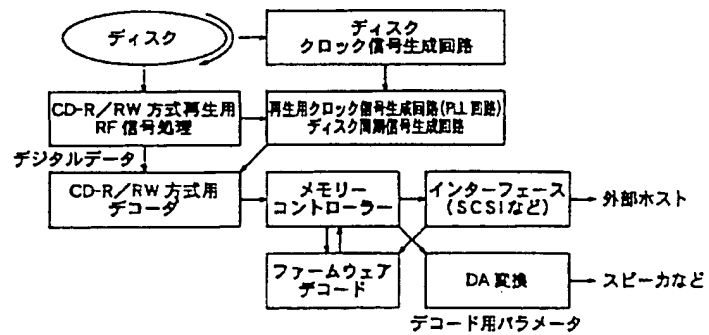 ディスク
ディスク
クロック信号生成回路
CD-R／RW 方式再生用
RF 信号処理
再生用クロック信号生成回路(PLL 回路)
ディスク同期信号生成回路
デジタルデータ
CD-R／RW 方式用
デコータ
メモリー
コントローラー
インターフェース
(SCSIなど)
外部ホスト
ファームウェア
デコード
DA 変換
スピーカなど
デコード用パラメータ